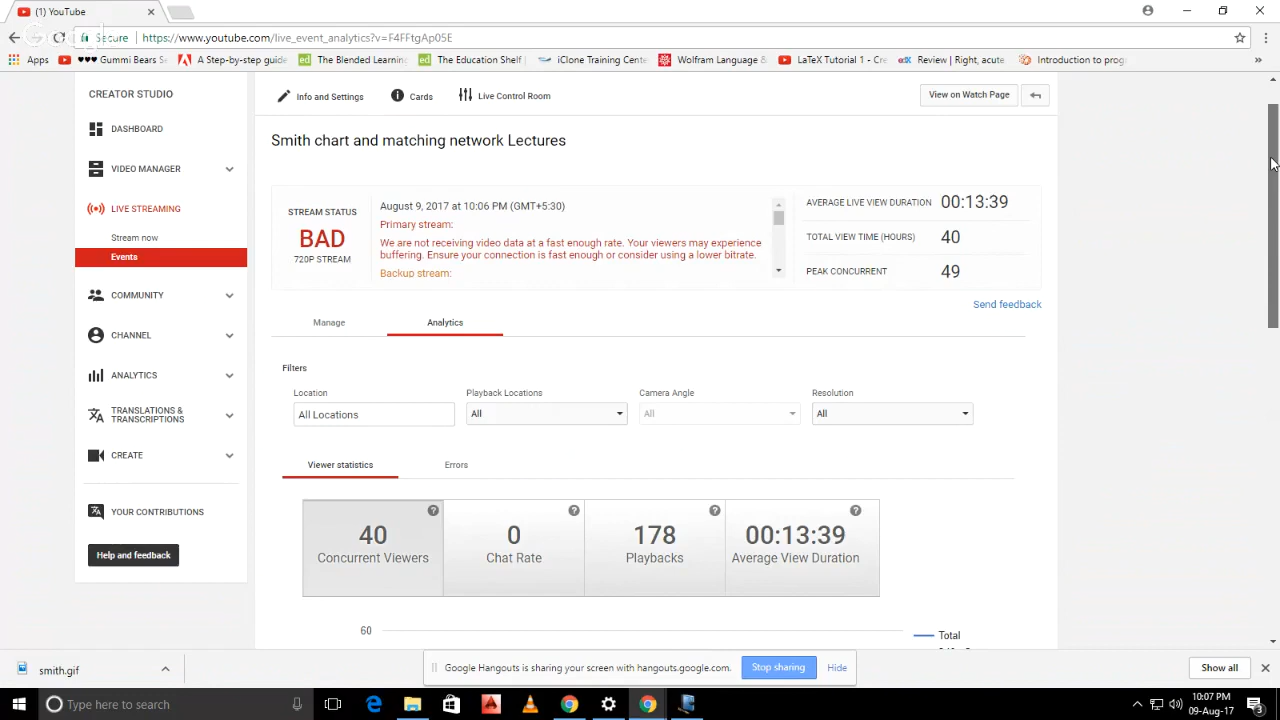 (1) YouTube
Secure https://www.youtube.com/live_event_analytics?v=F4FFtgAp05E
Apps ♥♥♥ Gummi Bears S A Step-by-step guide The Blended Learning The Education Shelf iClone Training Cente Wolfram Language & LaTeX Tutorial 1 - Cre Review | Right, acute Introduction to prog
CREATOR STUDIO
DASHBOARD
VIDEO MANAGER
LIVE STREAMING
Stream now
Events
COMMUNITY
CHANNEL
ANALYTICS
TRANSLATIONS &
TRANSCRIPTIONS
CREATE
YOUR CONTRIBUTIONS
Help and feedback
Info and Settings Cards Live Control Room View on Watch Page
Smith chart and matching network Lectures
STREAM STATUS
BAD
720P STREAM
August 9, 2017 at 10:06 PM (GMT+5:30)
Primary stream:
We are not receiving video data at a fast enough rate. Your viewers may experience
buffering. Ensure your connection is fast enough or consider using a lower bitrate.
Backup stream:
AVERAGE LIVE VIEW DURATION 00:13:39
TOTAL VIEW TIME (HOURS) 40
PEAK CONCURRENT 49
Send feedback
Manage Analytics
Filters
Location Playback Locations Camera Angle Resolution
All Locations All All All
Viewer statistics Errors
40 0 178 00:13:39
Concurrent Viewers Chat Rate Playbacks Average View Duration
60 Total
smith.gif Google Hangouts is sharing your screen with hangouts.google.com. Stop sharing Hide Show all
Type here to search
10:07 PM
09-Aug-17
3